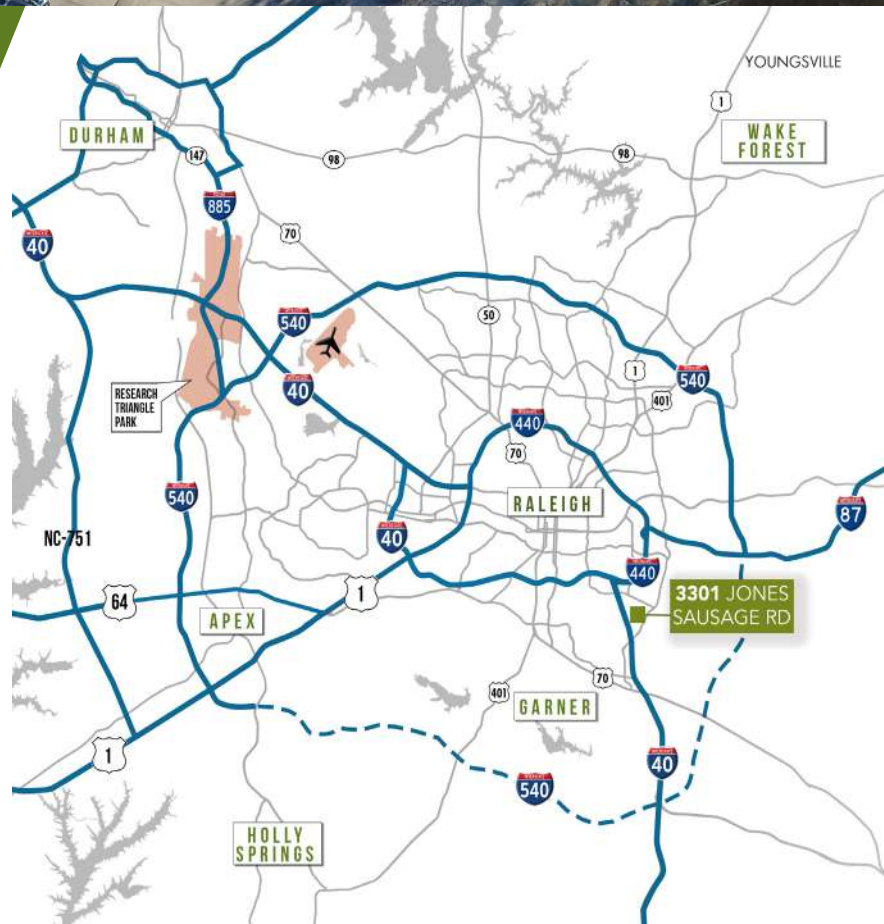 YOUNGSVILLE
1
DURHAM
WAKE
FOREST
147
98
98
885
70
40
540
50
1
540
401
RESEARCH
TRIANGLE
PARK
40
440
70
540
RALEIGH
87
NC-751
40
440
1
3301 JONES
SAUSAGE RD
64
APEX
70
401
GARNER
1
40
540
HOLLY
SPRINGS